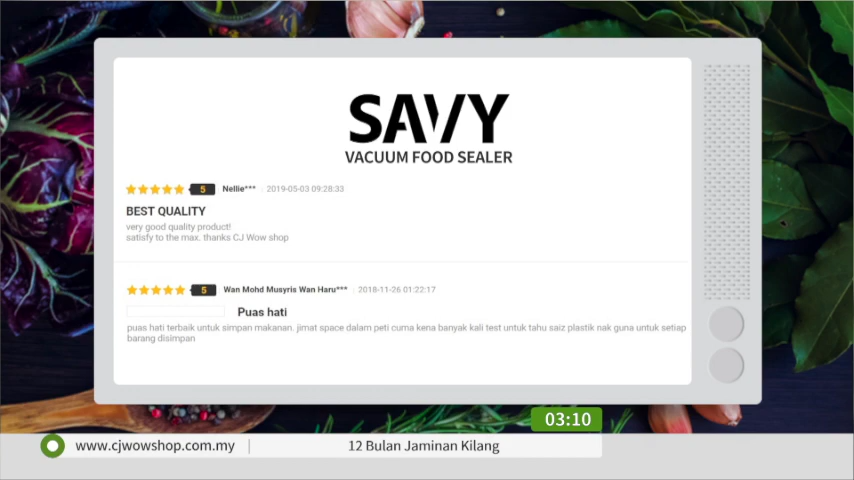 SAVY
VACUUM FOOD SEALER
5 Nellie*** 2019-05-03 09:28:33
BEST QUALITY
very good quality product!
satisfy to the max. thanks CJ Wow shop
5 Wan Mohd Musyris Wan Haru*** 2018-11-26 01:22:17
Puas hati
puas hati terbaik untuk simpan makanan. jimat space dalam peti cuma kena banyak kali test untuk tahu saiz plastik nak guna untuk setiap
barang disimpan
03:10
www.cjwowshop.com.my | 12 Bulan Jaminan Kilang